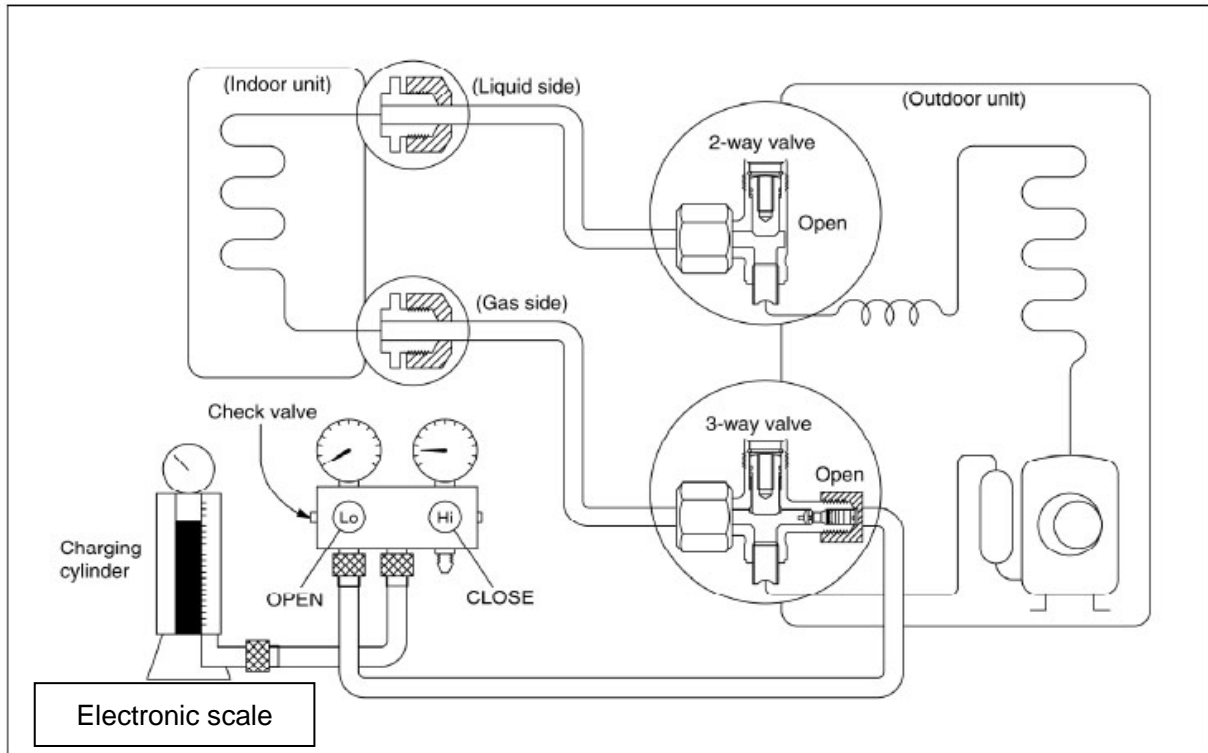 (Indoor unit)
(Liquid side)
(Outdoor unit)
2-way valve
Open
(Gas side)
Check valve
3-way valve
Open
Lo
Hi
Charging
cylinder
OPEN
CLOSE
Electronic scale